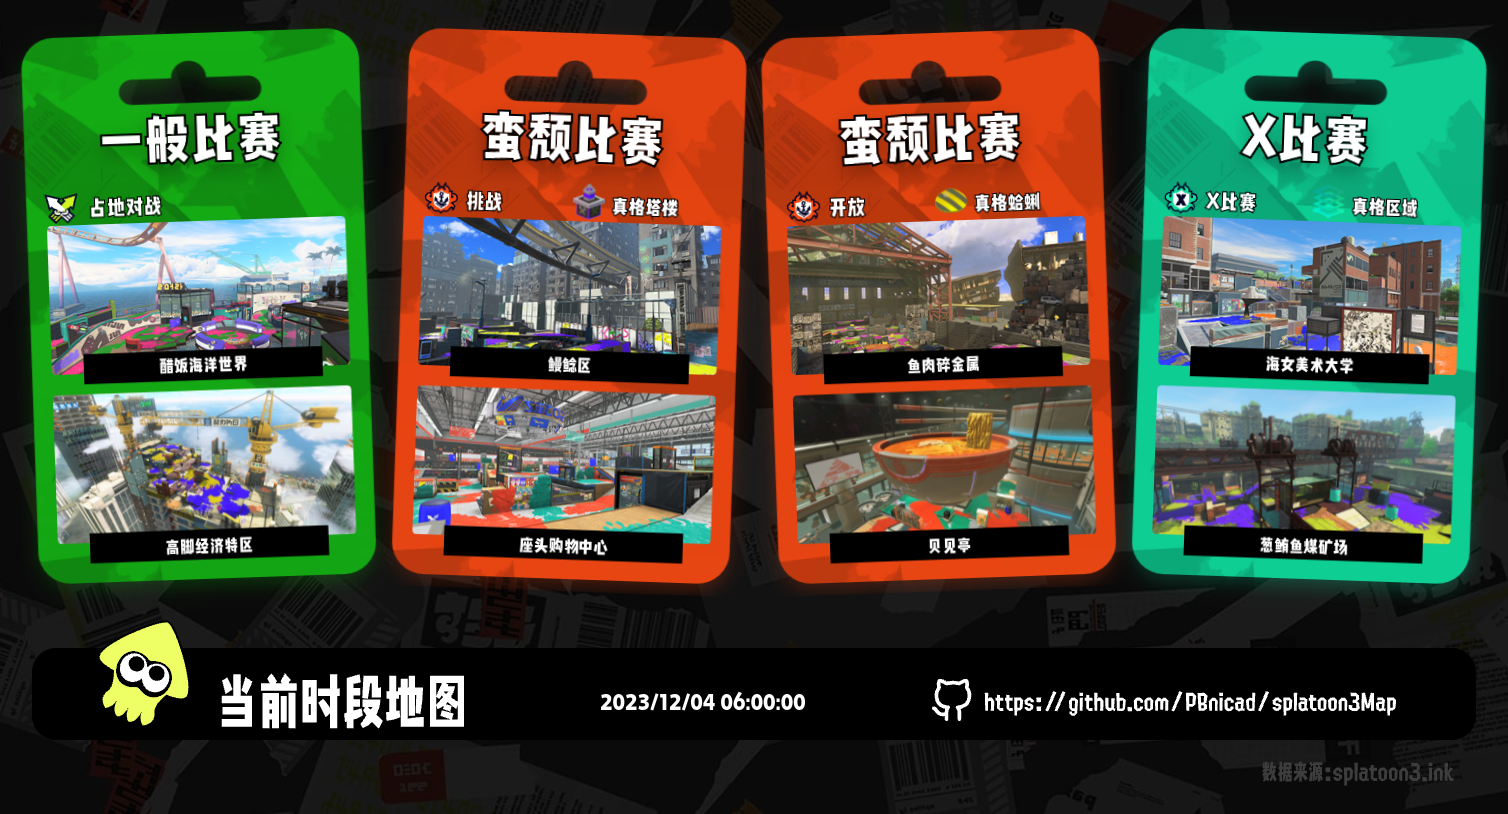 一般比赛
占地对战
醋饭海洋世界
高脚经济特区
蛮颓比赛
挑战
真格塔楼
鳗鲶区
座头购物中心
蛮颓比赛
开放
真格蛤蜊
鱼肉碎金属
贝见亭
X比赛
X比赛
真格区域
海女美术大学
葱鲔鱼煤矿场
当前时段地图
2023/12/04 06:00:00
https://github.com/PBnicad/splatoon3Map
数据来源:splatoon3.ink